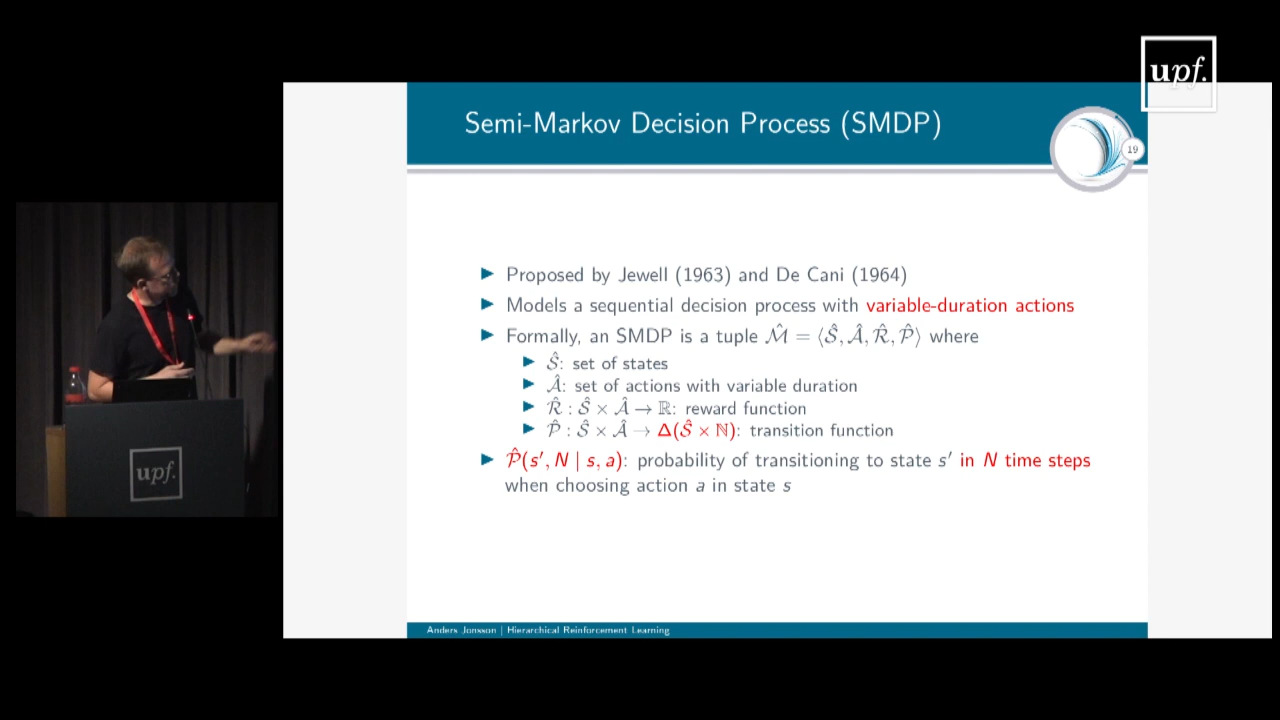 upf.
Semi-Markov Decision Process (SMDP)
19
► Proposed by Jewell (1963) and De Cani (1964)
► Models a sequential decision process with variable-duration actions
► Formally, an SMDP is a tuple ℳ̂ = ⟨𝒮̂, 𝒜̂, ℛ̂, 𝒫̂⟩ where
► 𝒮̂: set of states
► 𝒜̂: set of actions with variable duration
► ℛ̂ : 𝒮̂ × 𝒜̂ → ℝ: reward function
► 𝒫̂ : 𝒮̂ × 𝒜̂ → Δ(𝒮̂ × ℕ): transition function
► 𝒫̂(s′, N | s, a): probability of transitioning to state s′ in N time steps
when choosing action a in state s
upf.
Anders Jonsson | Hierarchical Reinforcement Learning